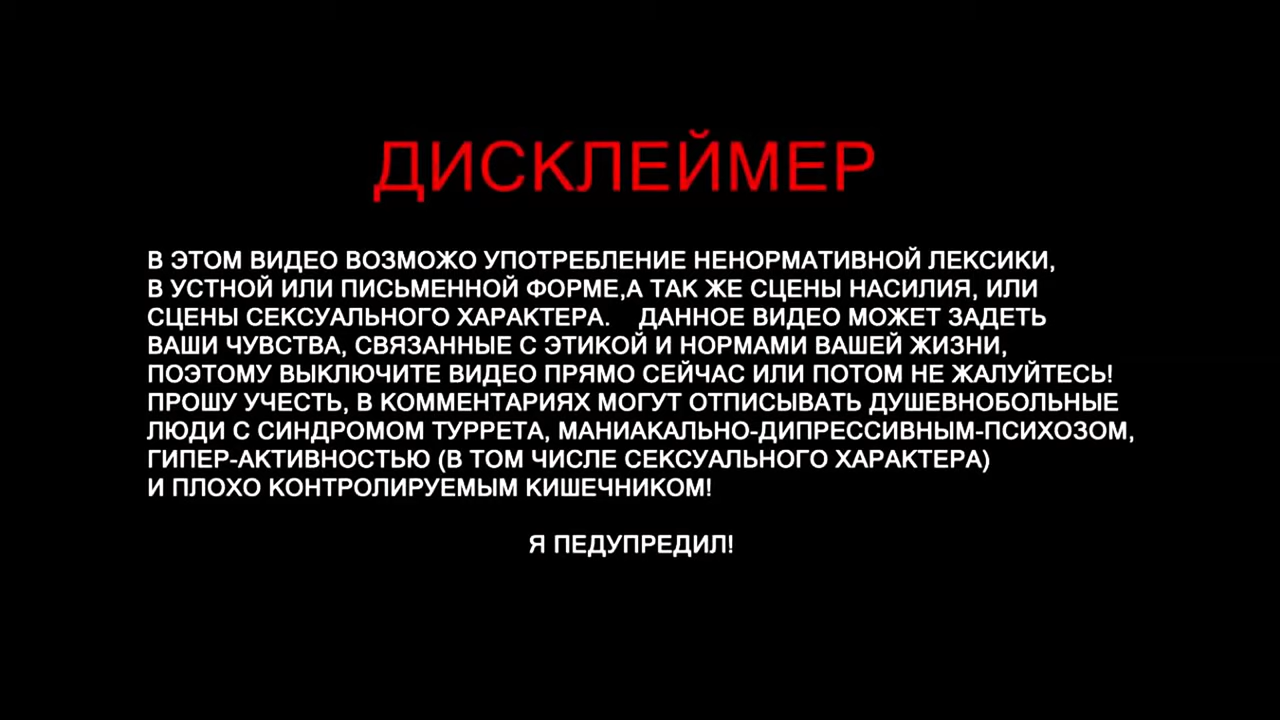 ДИСКЛЕЙМЕР
В ЭТОМ ВИДЕО ВОЗМОЖО УПОТРЕБЛЕНИЕ НЕНОРМАТИВНОЙ ЛЕКСИКИ,
В УСТНОЙ ИЛИ ПИСЬМЕННОЙ ФОРМЕ,А ТАК ЖЕ СЦЕНЫ НАСИЛИЯ, ИЛИ
СЦЕНЫ СЕКСУАЛЬНОГО ХАРАКТЕРА. ДАННОЕ ВИДЕО МОЖЕТ ЗАДЕТЬ
ВАШИ ЧУВСТВА, СВЯЗАННЫЕ С ЭТИКОЙ И НОРМАМИ ВАШЕЙ ЖИЗНИ,
ПОЭТОМУ ВЫКЛЮЧИТЕ ВИДЕО ПРЯМО СЕЙЧАС ИЛИ ПОТОМ НЕ ЖАЛУЙТЕСЬ!
ПРОШУ УЧЕСТЬ, В КОММЕНТАРИЯХ МОГУТ ОТПИСЫВАТЬ ДУШЕВНОБОЛЬНЫЕ
ЛЮДИ С СИНДРОМОМ ТУРРЕТА, МАНИАКАЛЬНО-ДИПРЕССИВНЫМ-ПСИХОЗОМ,
ГИПЕР-АКТИВНОСТЬЮ (В ТОМ ЧИСЛЕ СЕКСУАЛЬНОГО ХАРАКТЕРА)
И ПЛОХО КОНТРОЛИРУЕМЫМ КИШЕЧНИКОМ!
Я ПЕДУПРЕДИЛ!